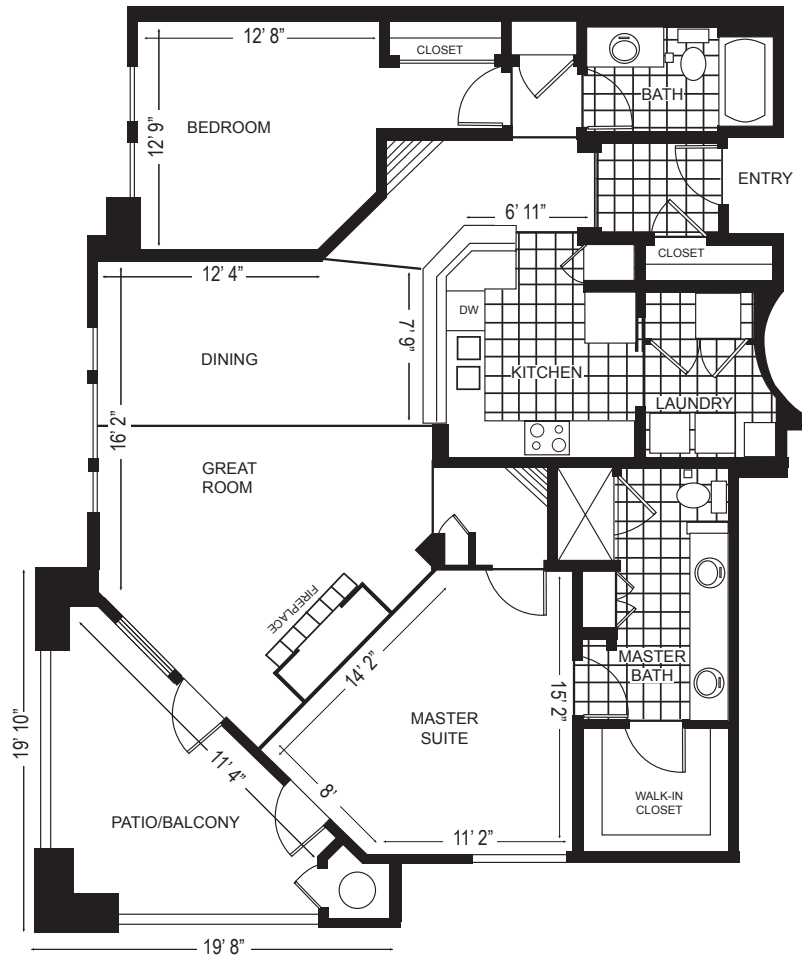 12’ 8”
CLOSET
BATH
12’ 9”
BEDROOM
ENTRY
6’ 11”
CLOSET
12’ 4”
DW
7’ 9”
DINING
KITCHEN
LAUNDRY
16’ 2”
GREAT
ROOM
FIREPLACE
14’ 2”
15’ 2”
MASTER
BATH
MASTER
SUITE
19’ 10”
11’ 4”
8’
WALK-IN
CLOSET
PATIO/BALCONY
11’ 2”
19’ 8”